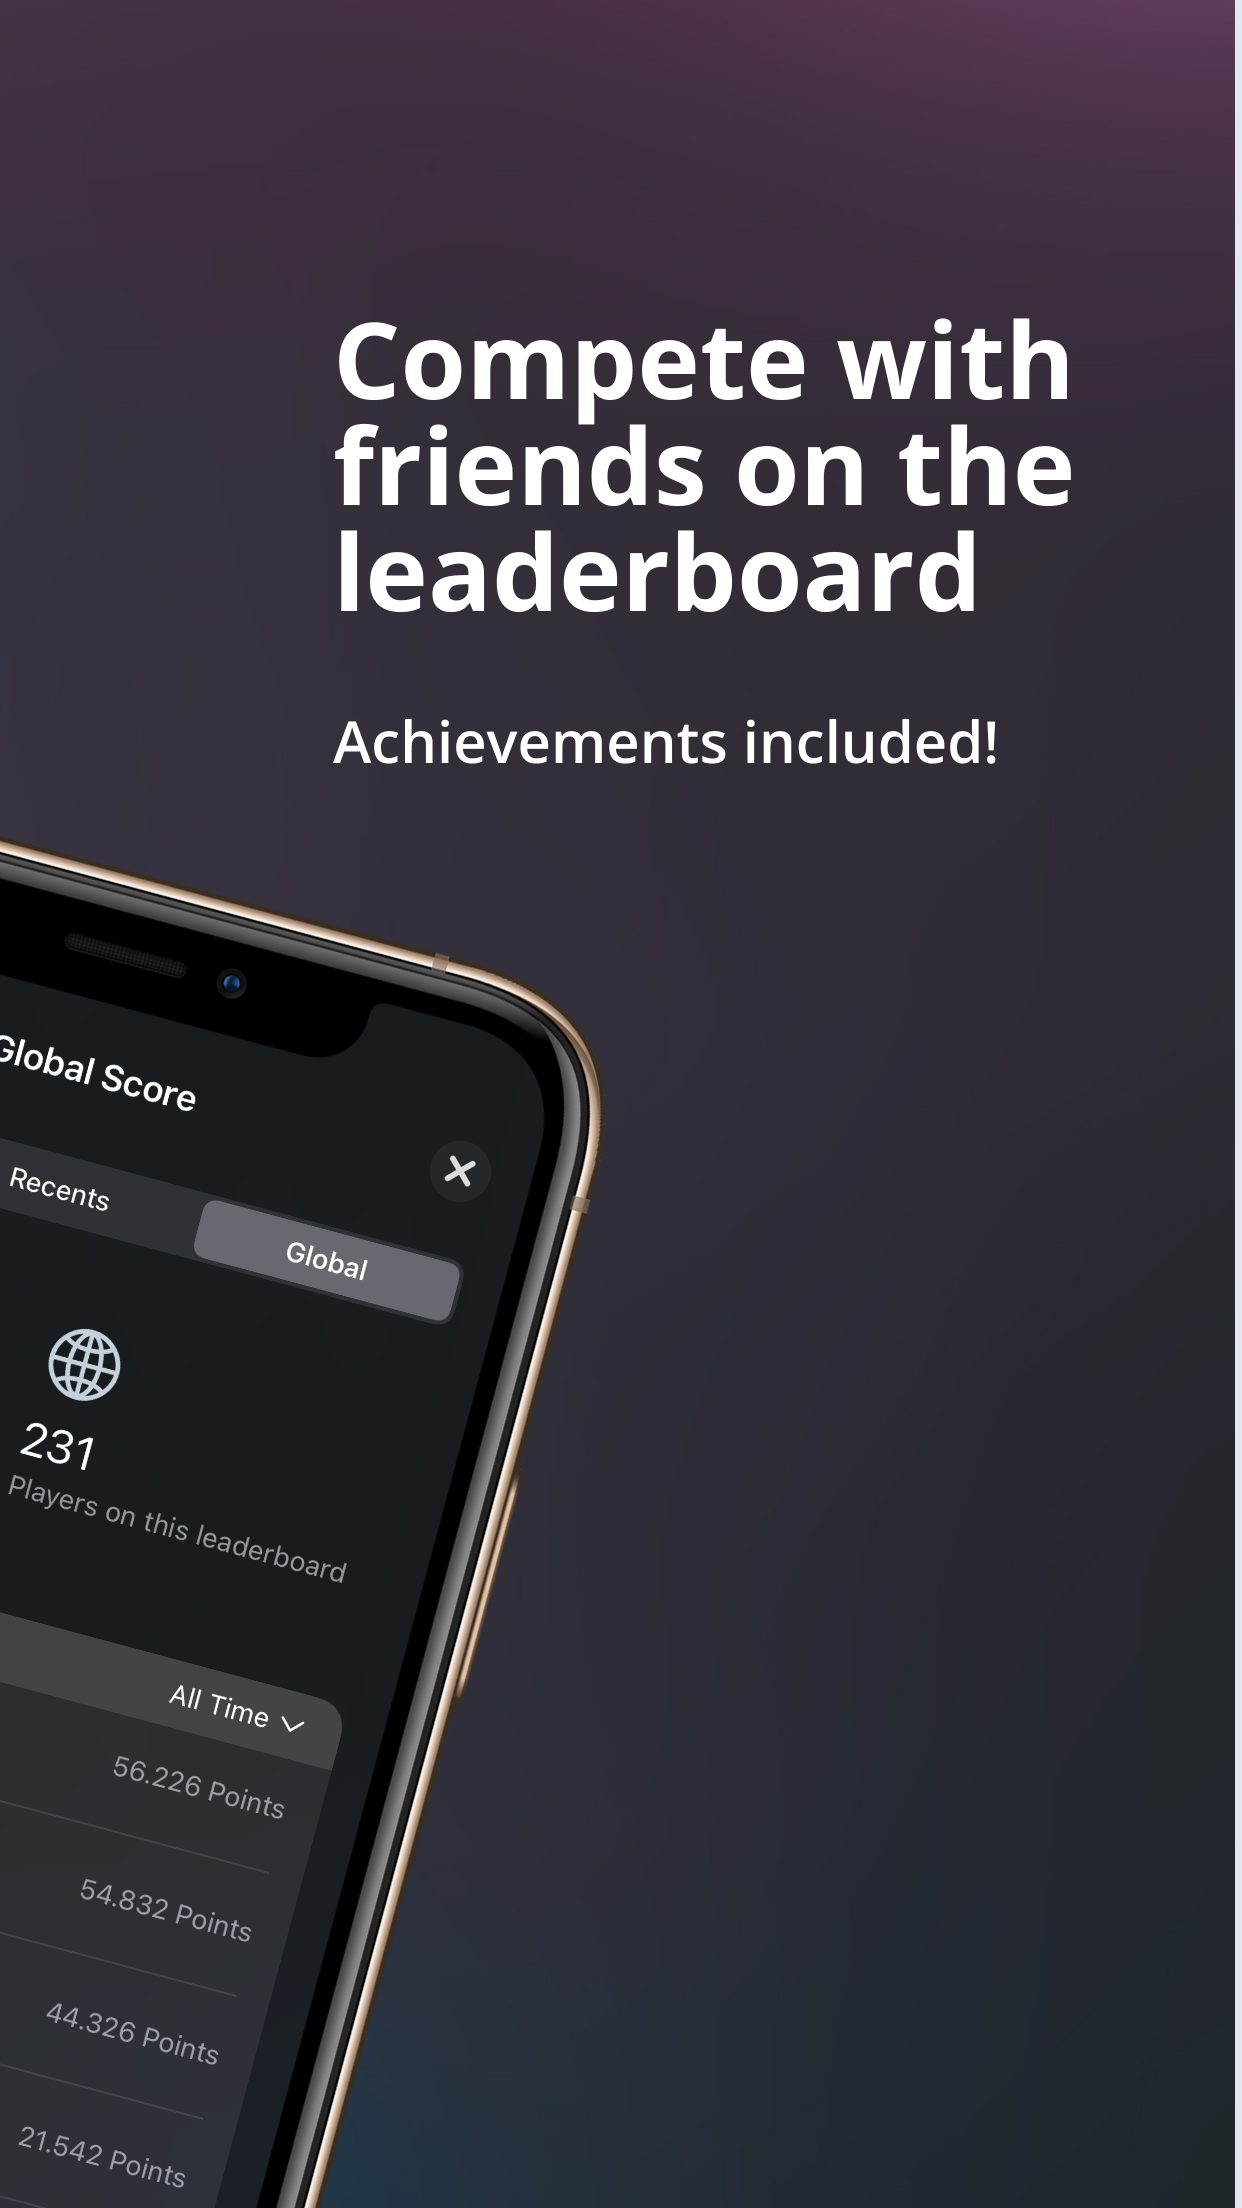 Compete with
friends on the
leaderboard
Achievements included!
Global Score
Recents
Global
231
Players on this leaderboard
All Time
56.226 Points
54.832 Points
44.326 Points
21.542 Points